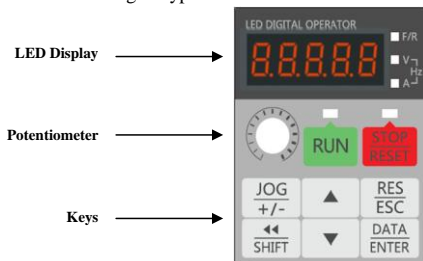 LED DIGITAL OPERATOR
F/R
LED Display
8.8.8.8.8
V
Hz
A
Potentiometer
RUN
STOP
RESET
JOG
+/-
▲
RES
ESC
Keys
◀◀
SHIFT
▼
DATA
ENTER